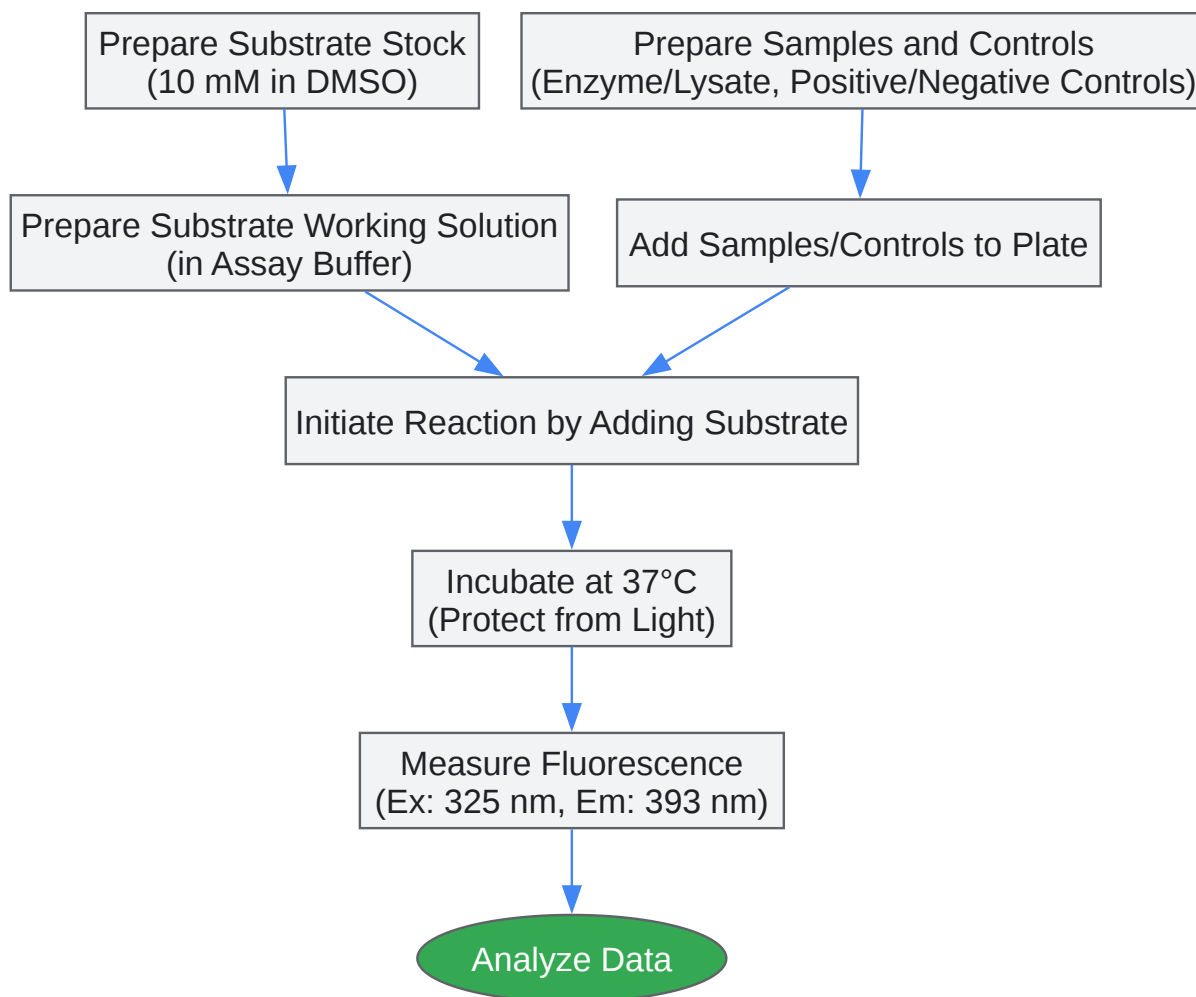 Prepare Substrate Stock
(10 mM in DMSO)
Prepare Samples and Controls
(Enzyme/Lysate, Positive/Negative Controls)
Prepare Substrate Working Solution
(in Assay Buffer)
Add Samples/Controls to Plate
Initiate Reaction by Adding Substrate
Incubate at 37°C
(Protect from Light)
Measure Fluorescence
(Ex: 325 nm, Em: 393 nm)
Analyze Data